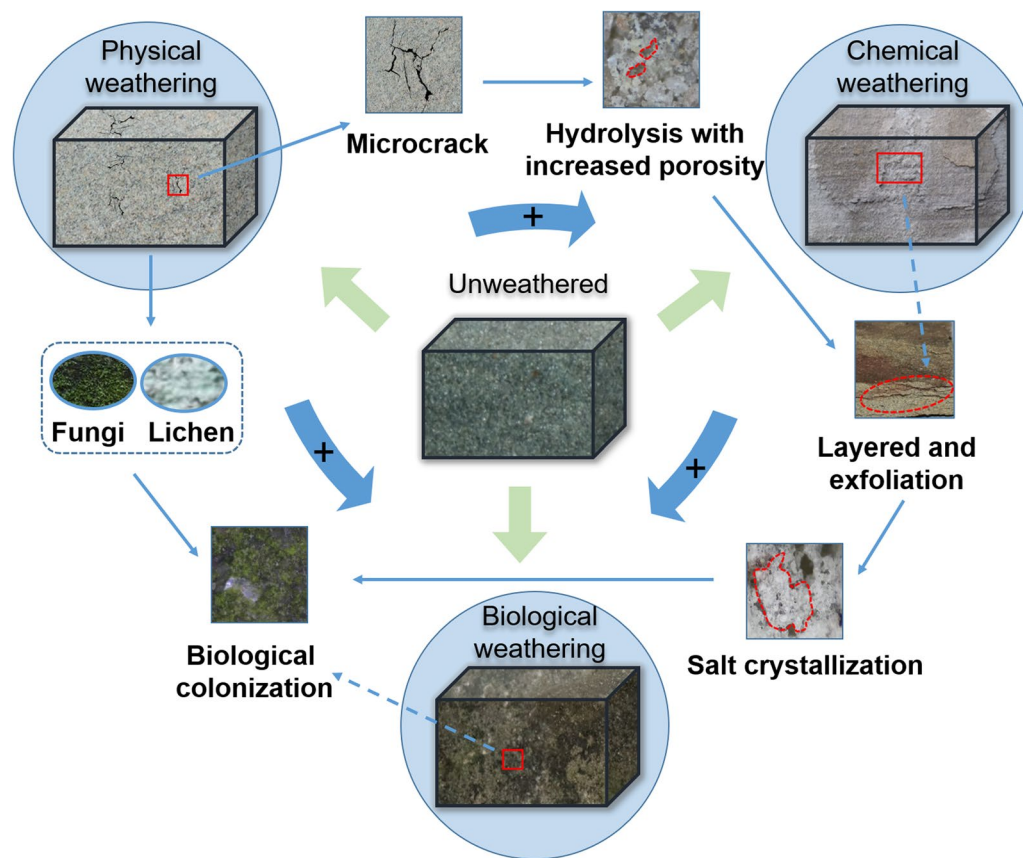 Physical
weathering
Microcrack
Hydrolysis with
increased porosity
Chemical
weathering
+
Unweathered
Fungi
Lichen
+
+
Layered and
exfoliation
Biological
colonization
Biological
weathering
Salt crystallization